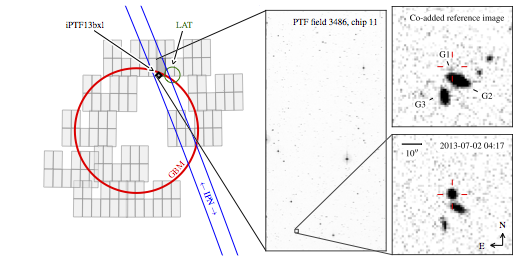 iPTF13bxl
LAT
GBM
← IPN →
PTF field 3486, chip 11
Co-added reference image
G1
G2
G3
10″
2013-07-02 04:17
N
E